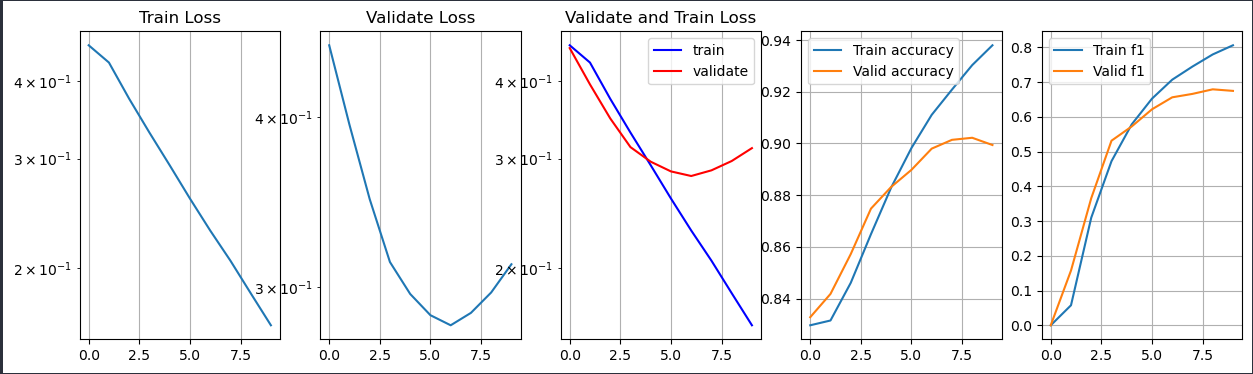 Train Loss
Validate Loss
Validate and Train Loss
4 × 10⁻¹
3 × 10⁻¹
2 × 10⁻¹
0.0 2.5 5.0 7.5
4 × 10⁻¹
3 × 10⁻¹
0.0 2.5 5.0 7.5
train
validate
4 × 10⁻¹
3 × 10⁻¹
2 × 10⁻¹
0.0 2.5 5.0 7.5
Train accuracy
Valid accuracy
0.94
0.92
0.90
0.88
0.86
0.84
0.0 2.5 5.0 7.5
Train f1
Valid f1
0.8
0.7
0.6
0.5
0.4
0.3
0.2
0.1
0.0
0.0 2.5 5.0 7.5